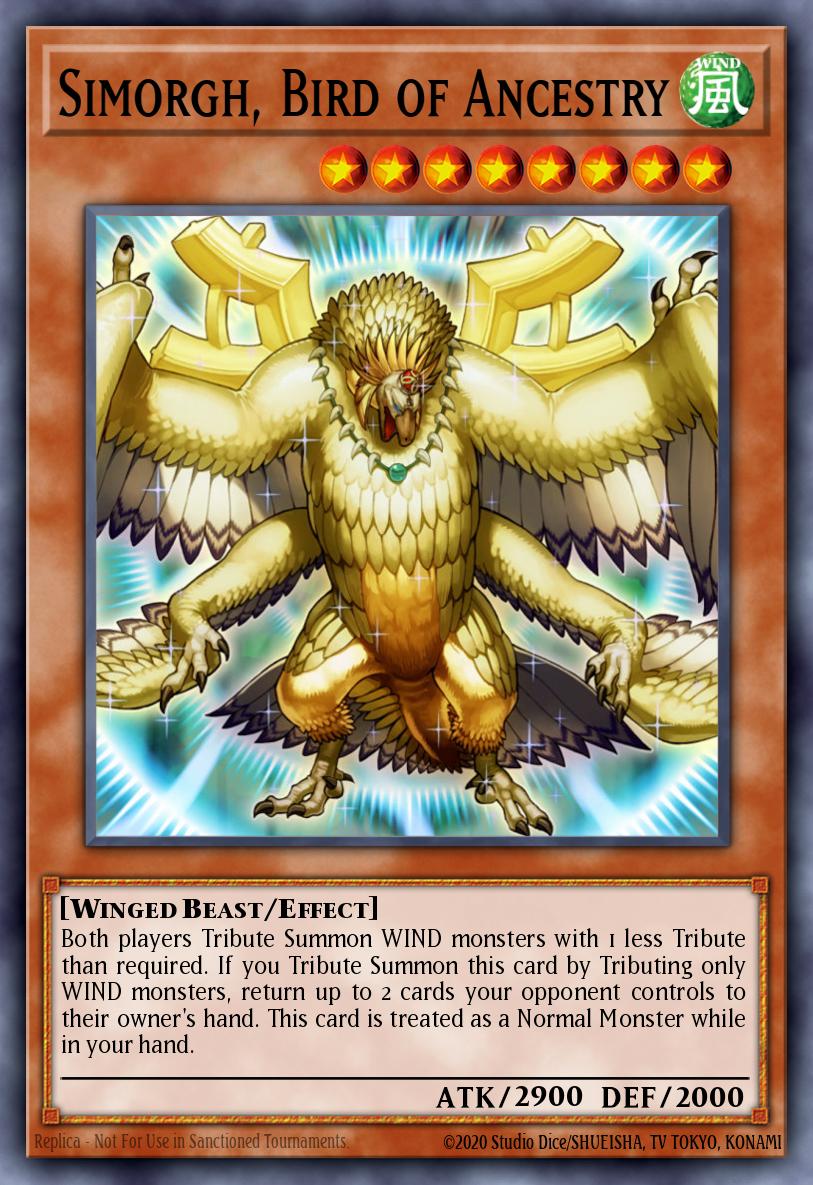 Simorgh, Bird of Ancestry
WIND
風
[Winged Beast/Effect]
Both players Tribute Summon WIND monsters with 1 less Tribute
than required. If you Tribute Summon this card by Tributing only
WIND monsters, return up to 2 cards your opponent controls to
their owner's hand. This card is treated as a Normal Monster while
in your hand.
ATK/2900 DEF/2000
Replica - Not For Use in Sanctioned Tournaments.
©2020 Studio Dice/SHUEISHA, TV TOKYO, KONAMI